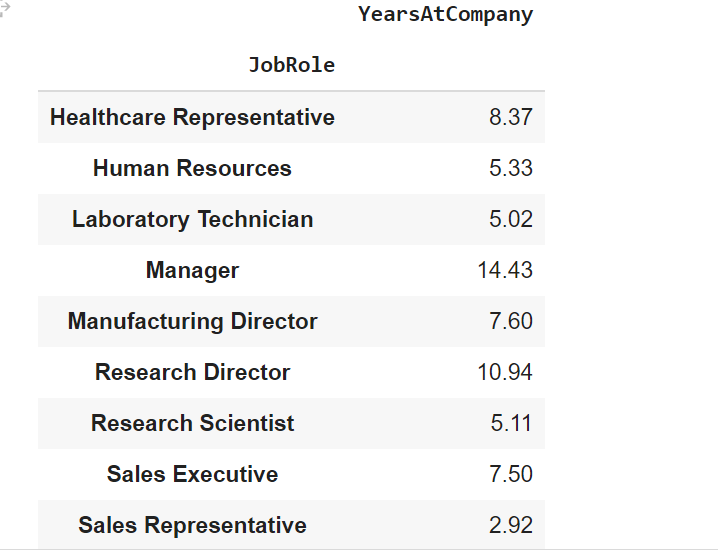 YearsAtCompany
JobRole
Healthcare Representative 8.37
Human Resources 5.33
Laboratory Technician 5.02
Manager 14.43
Manufacturing Director 7.60
Research Director 10.94
Research Scientist 5.11
Sales Executive 7.50
Sales Representative 2.92